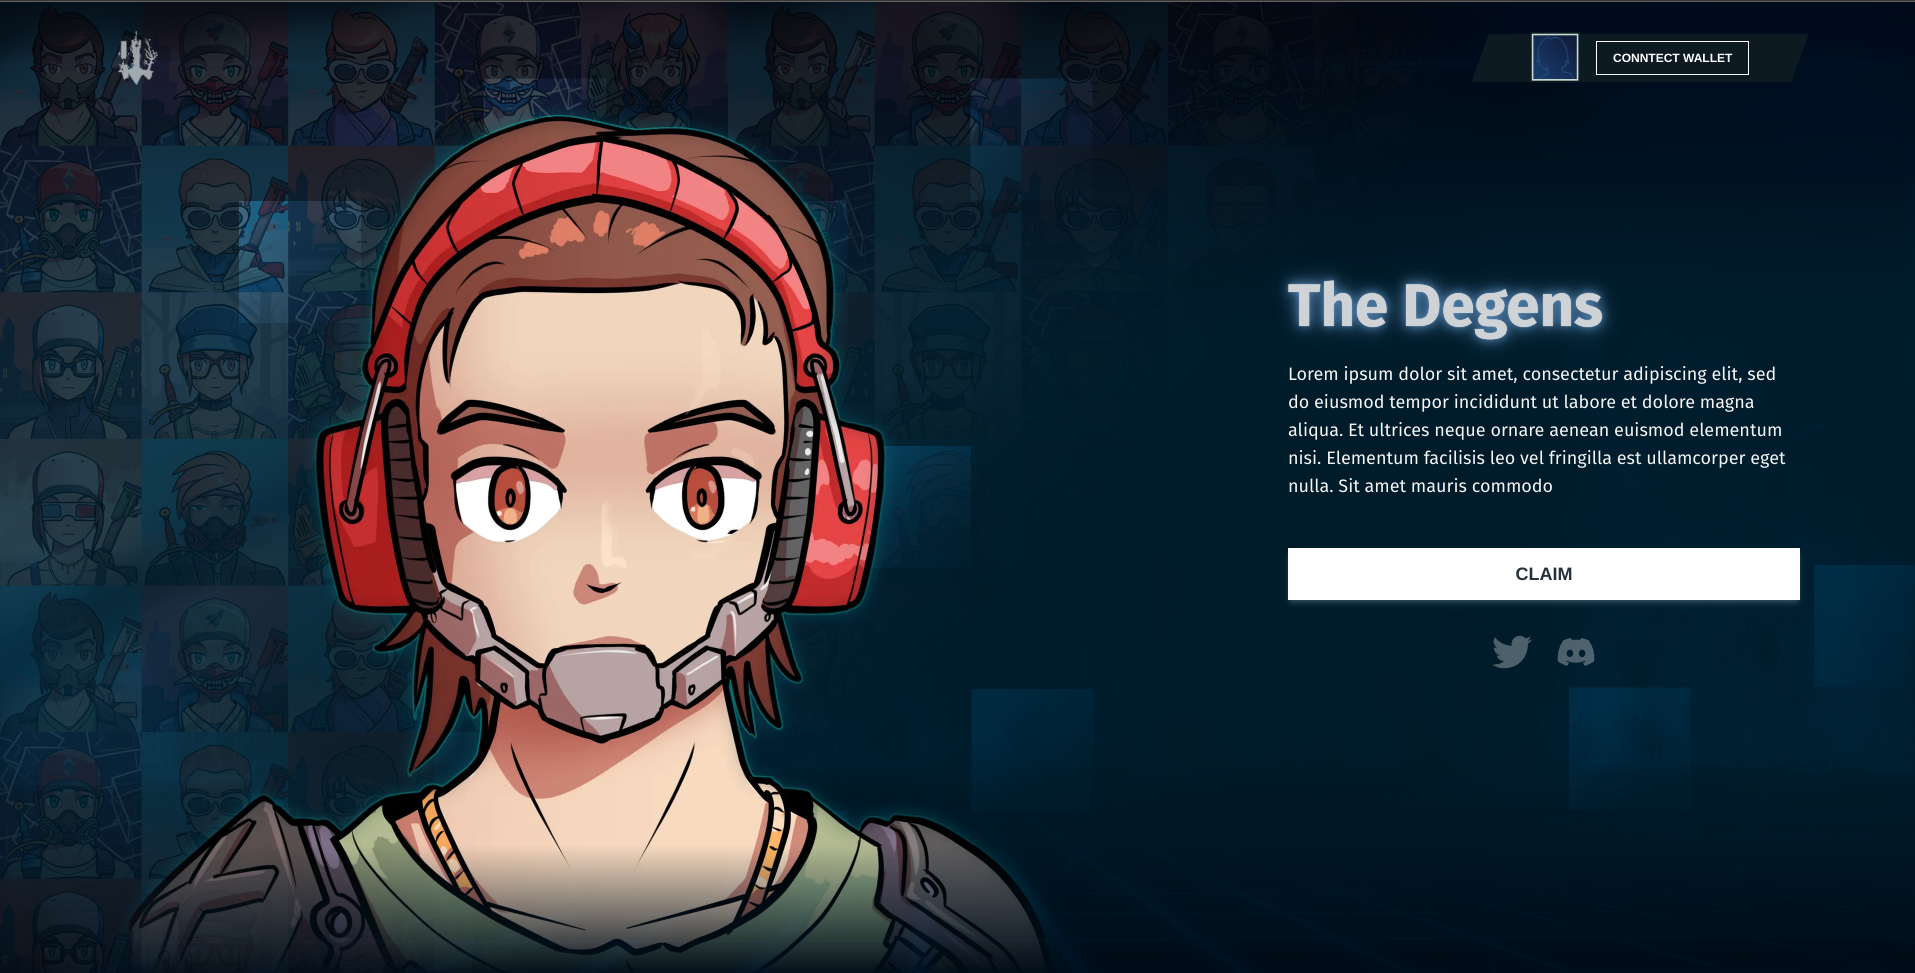 CONNTECT WALLET
The Degens
Lorem ipsum dolor sit amet, consectetur adipiscing elit, sed
do eiusmod tempor incididunt ut labore et dolore magna
aliqua. Et ultrices neque ornare aenean euismod elementum
nisi. Elementum facilisis leo vel fringilla est ullamcorper eget
nulla. Sit amet mauris commodo
CLAIM